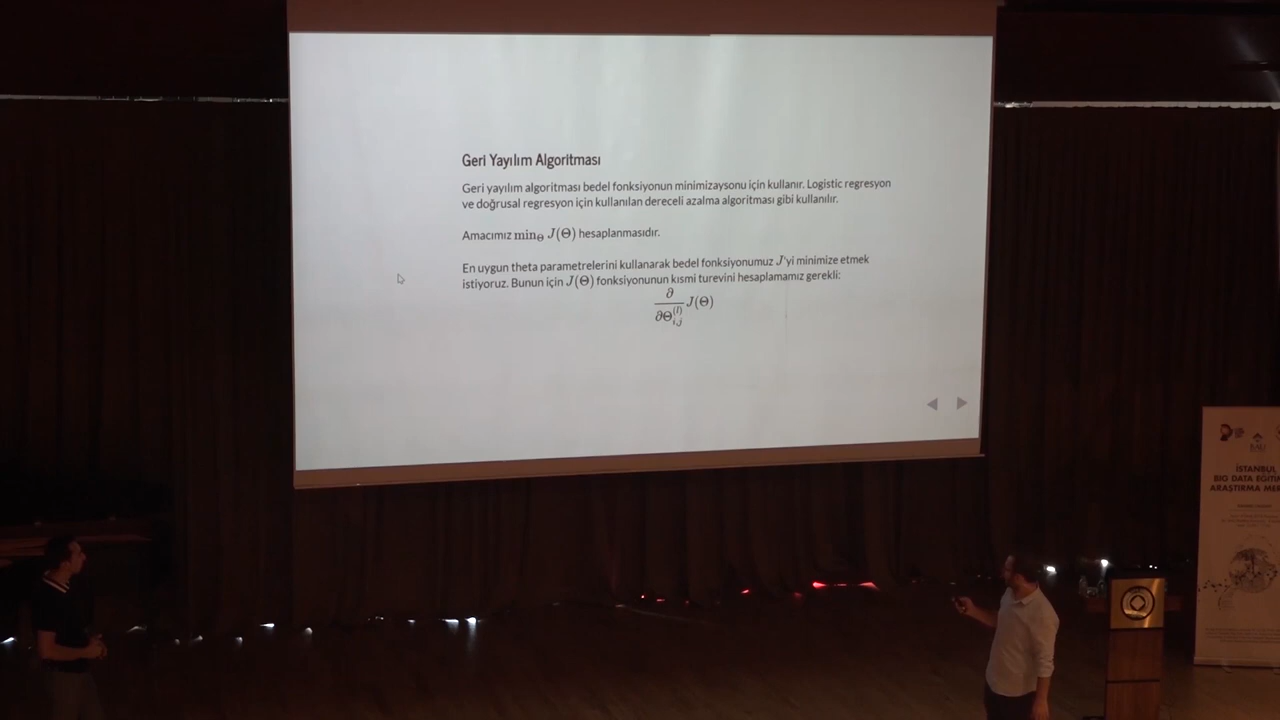 Geri Yayılım Algoritması
Geri yayılım algoritması bedel fonksiyonun minimizaysonu için kullanır. Logistic regresyon
ve doğrusal regresyon için kullanılan dereceli azalma algoritması gibi kullanılır.
Amacımız min_Θ J(Θ) hesaplanmasıdır.
En uygun theta parametrelerini kullanarak bedel fonksiyonumuz J'yi minimize etmek
istiyoruz. Bunun için J(Θ) fonksiyonunun kısmi turevini hesaplamamız gerekli:
∂/∂Θ_{i,j}^{(l)} J(Θ)
BAU
İSTANBUL
BIG DATA EĞİTİ
ARAŞTIRMA MER